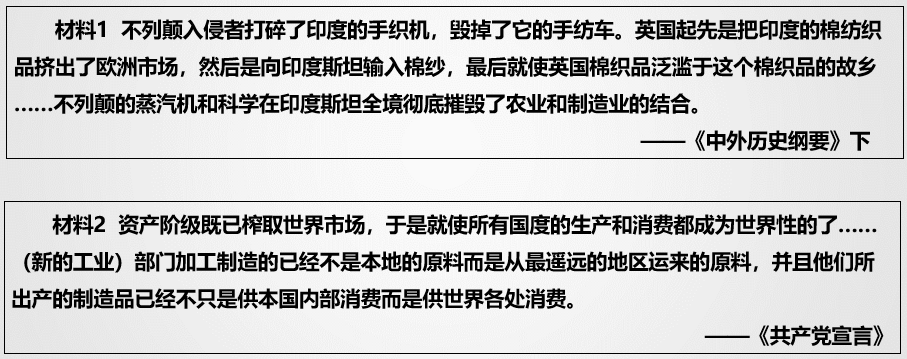 材料1 不列颠入侵者打碎了印度的手织机，毁掉了它的手纺车。英国起先是把印度的棉纺织
品挤出了欧洲市场，然后是向印度斯坦输入棉纱，最后就使英国棉织品泛滥于这个棉织品的故乡
……不列颠的蒸汽机和科学在印度斯坦全境彻底摧毁了农业和制造业的结合。
——《中外历史纲要》下
材料2 资产阶级既已榨取世界市场，于是就使所有国度的生产和消费都成为世界性的了……
（新的工业）部门加工制造的已经不是本地的原料而是从最遥远的地区运来的原料，并且他们所
出产的制造品已经不只是供本国内部消费而是供世界各处消费。
——《共产党宣言》